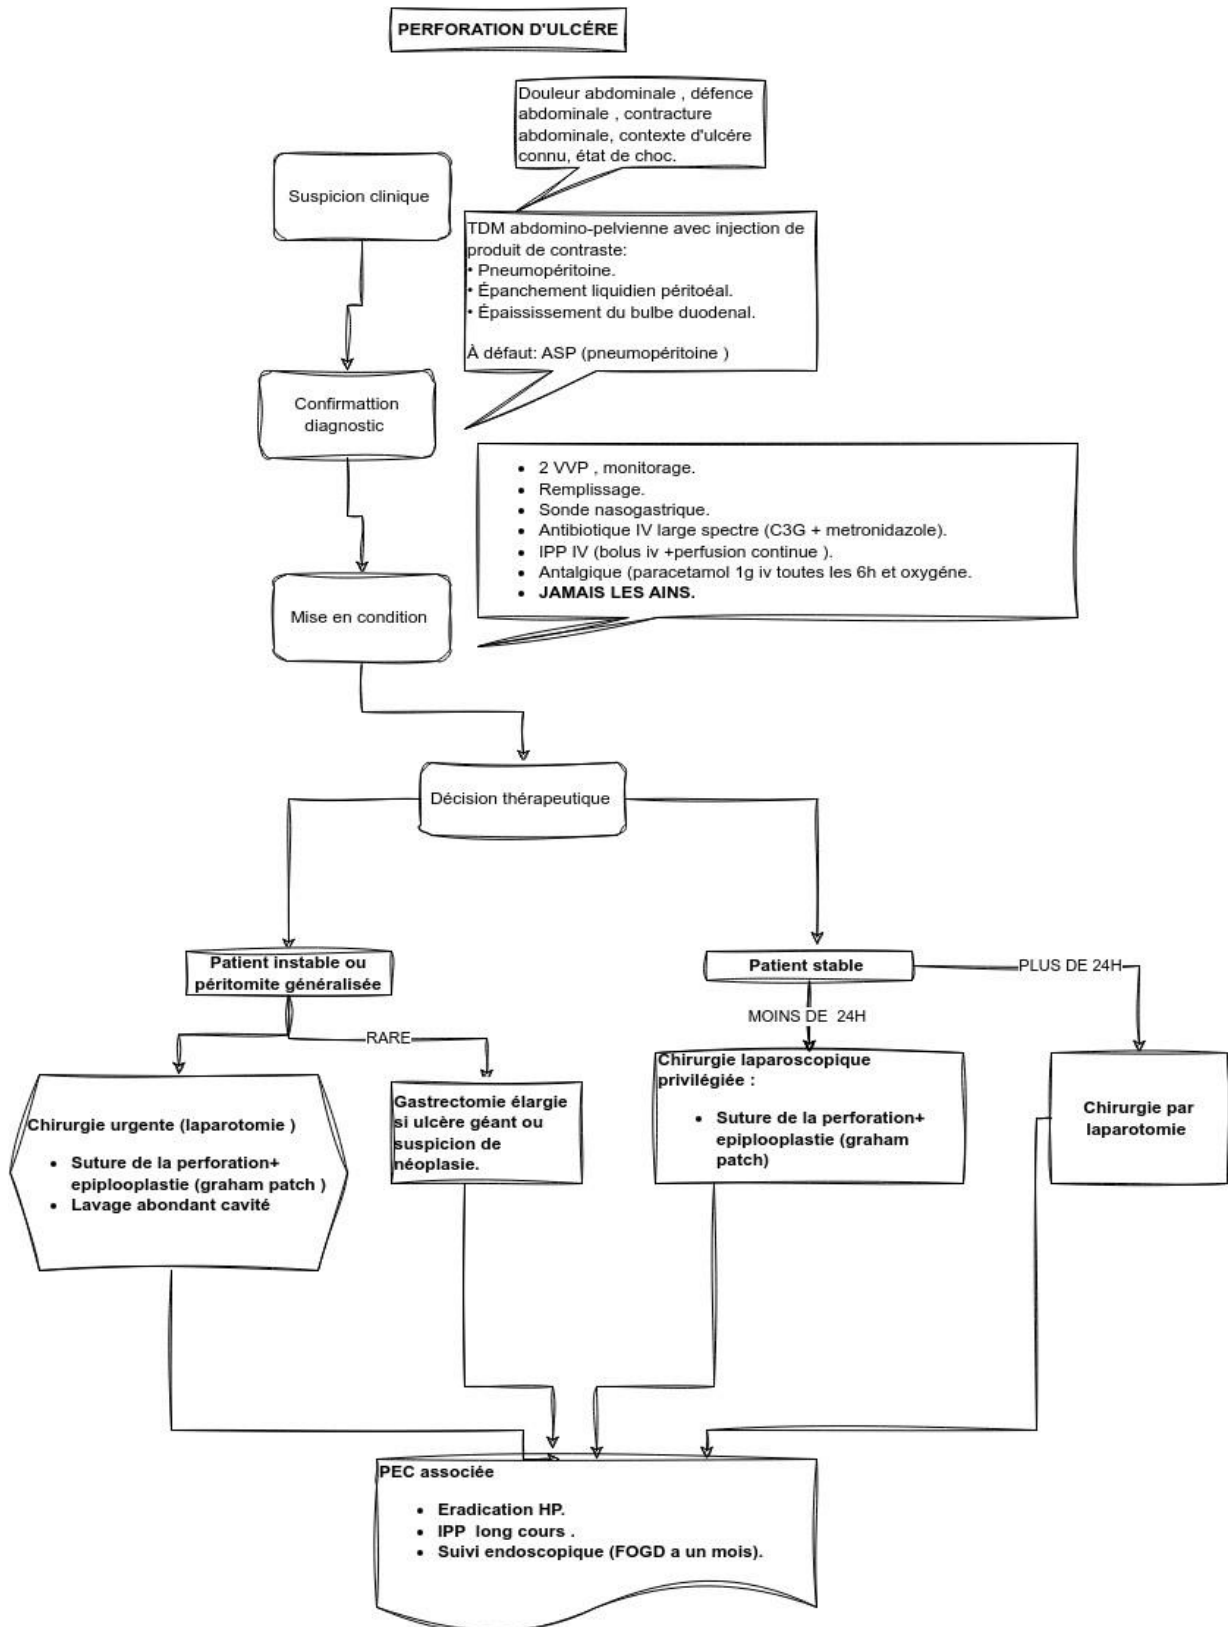 PERFORATION D'ULCÉRE
Douleur abdominale , défence
abdominale , contracture
abdominale, contexte d'ulcére
connu, état de choc.
Suspicion clinique
TDM abdomino-pelvienne avec injection de
produit de contraste:
• Pneumopéritoine.
• Épanchement liquidien péritoéal.
• Épaississement du bulbe duodenal.
À défaut: ASP (pneumopéritoine )
Confirmattion
diagnostic
• 2 VVP , monitorage.
• Remplissage.
• Sonde nasogastrique.
• Antibiotique IV large spectre (C3G + metronidazole).
• IPP IV (bolus iv +perfusion continue ).
• Antalgique (paracetamol 1g iv toutes les 6h et oxygéne.
• JAMAIS LES AINS.
Mise en condition
Décision thérapeutique
Patient instable ou
péritomite généralisée
Patient stable
PLUS DE 24H
MOINS DE 24H
RARE
Chirurgie urgente (laparotomie )
• Suture de la perforation+
epiplooplastie (graham patch )
• Lavage abondant cavité
Gastrectomie élargie
si ulcère géant ou
suspicion de
néoplasie.
Chirurgie laparoscopique
privilégiée :
• Suture de la perforation+
epiplooplastie (graham
patch)
Chirurgie par
laparotomie
PEC associée
• Eradication HP.
• IPP long cours .
• Suivi endoscopique (FOGD a un mois).